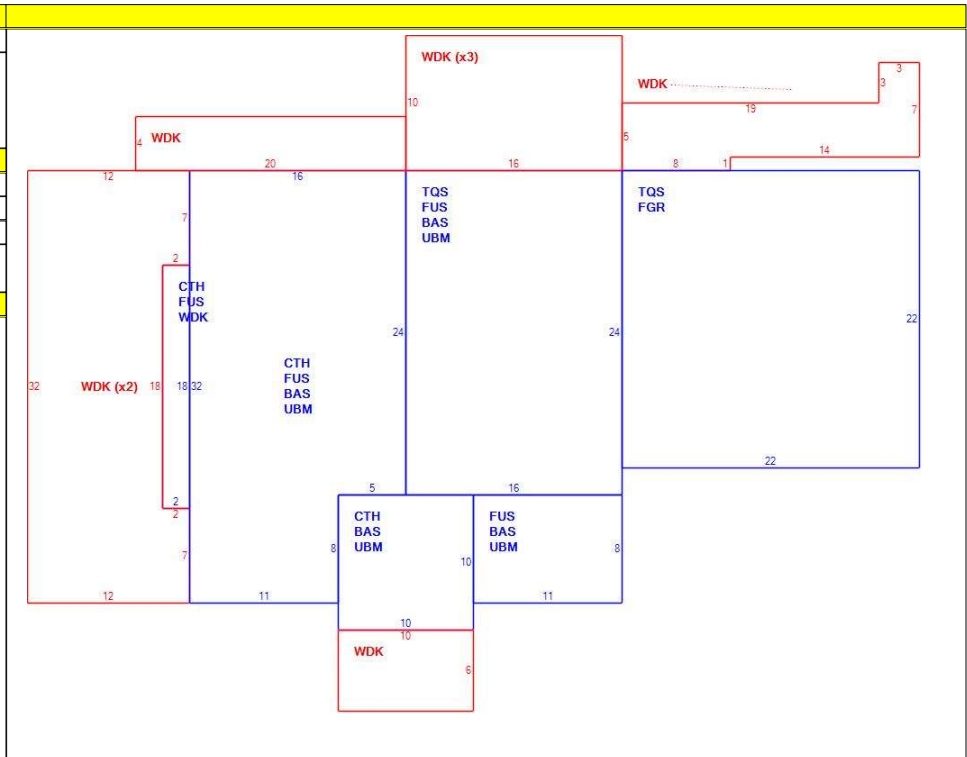 WDK (x3)
3
WDK
3
10
19
7
4
WDK
5
14
12
20
16
16
8
1
TQS
FUS
BAS
UBM
TQS
FGR
7
2
CTH
FUS
WDK
22
24
24
CTH
FUS
BAS
UBM
32
WDK (x2)
18
18
32
22
5
16
2
2
CTH
BAS
UBM
FUS
BAS
UBM
7
8
10
8
12
11
11
10
10
WDK
6